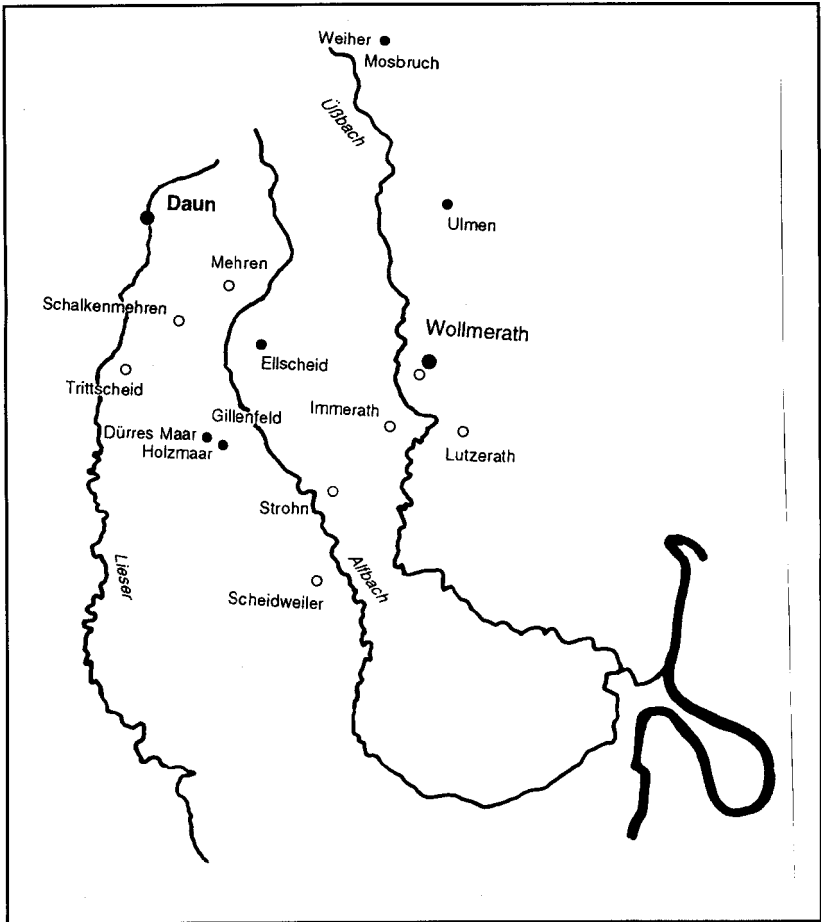 Weiher
Mosbruch
Üßbach
Daun
Ulmen
Mehren
Schalkenmehren
Wollmerath
Ellscheid
Trittscheid
Immerath
Gillenfeld
Dürres Maar
Holzmaar
Lutzerath
Strohn
Lieser
Alfbach
Scheidweiler